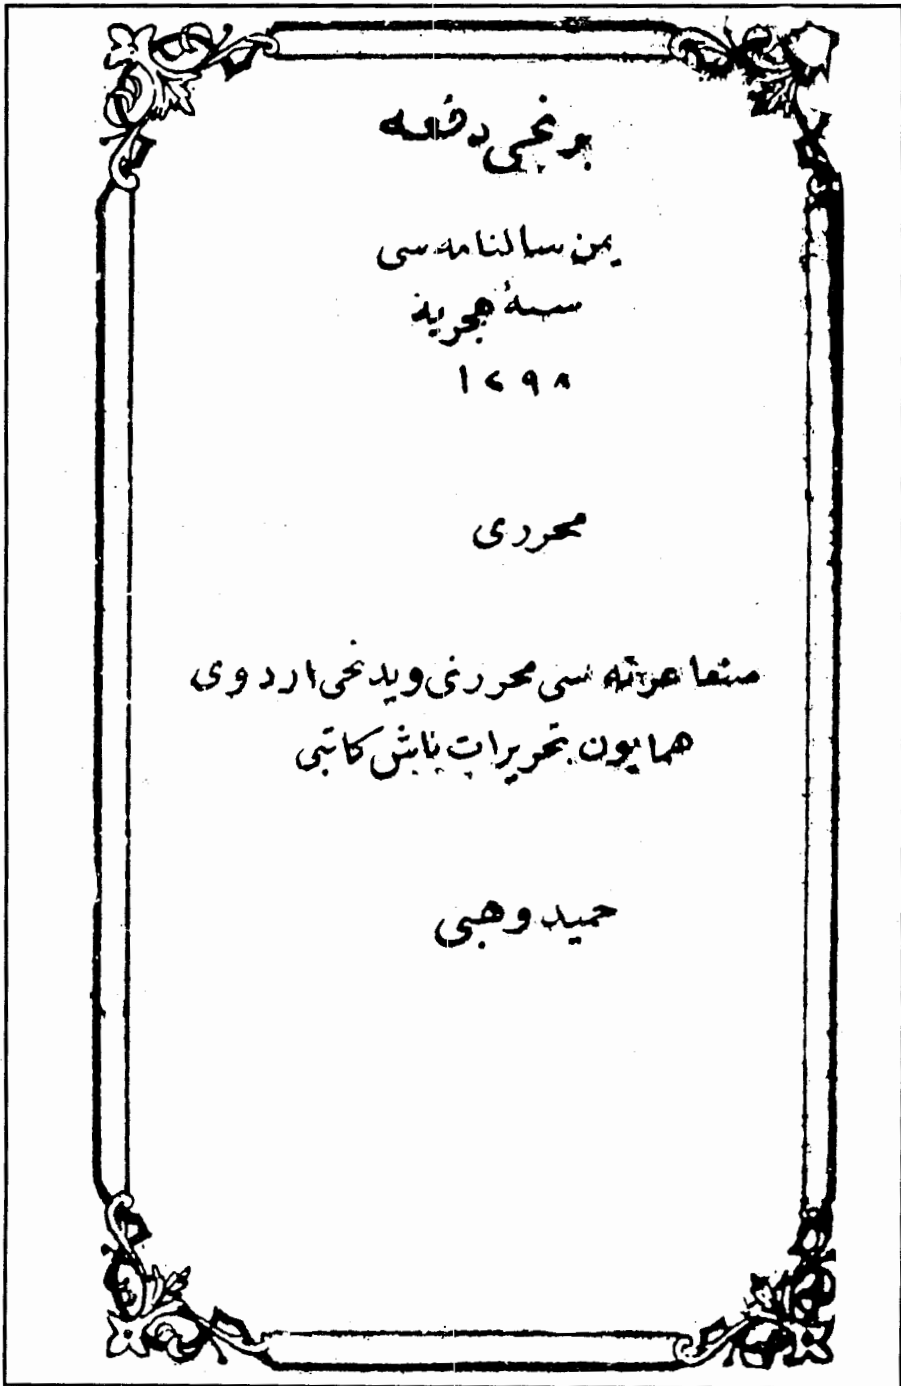 برنجی دفعه
یمن سالنامه سی
سنهٔ هجریه
۱۲۹۸
محرری
صنعا غزته سی محرری ویدنجی اردوی
همایون تحریرات باش کاتبی
حمید وهبی